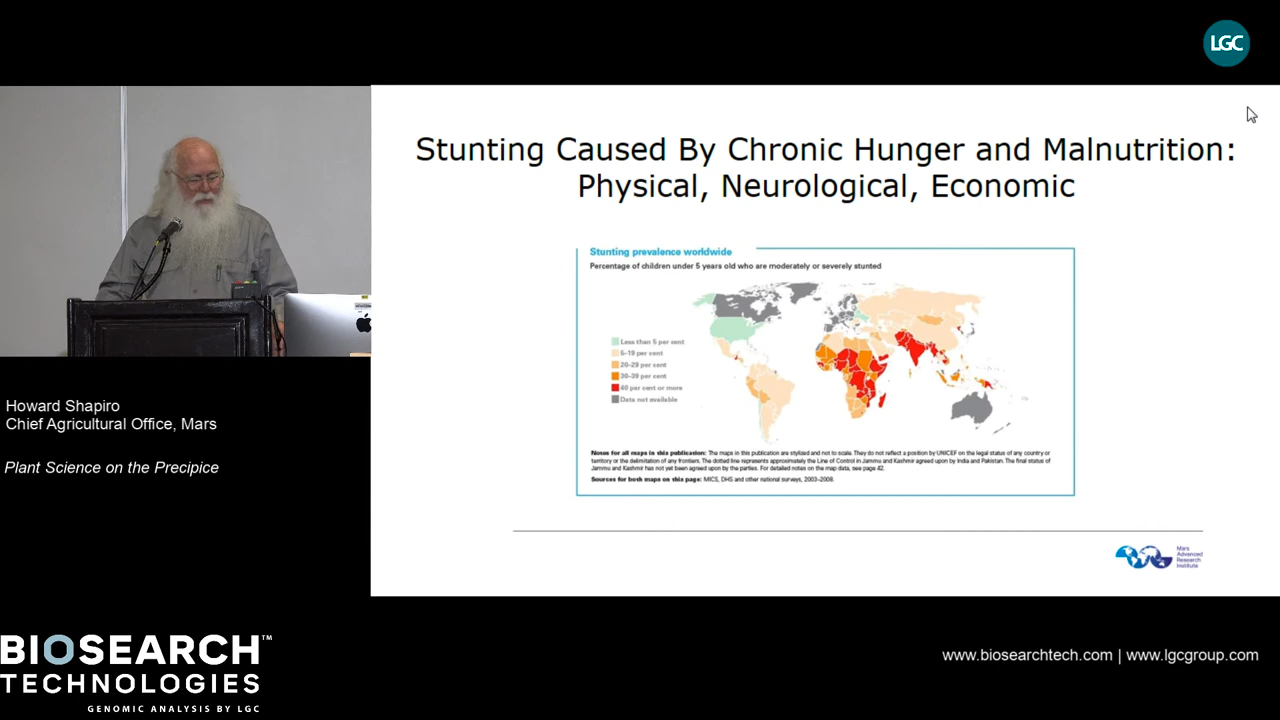 LGC
Stunting Caused By Chronic Hunger and Malnutrition:
Physical, Neurological, Economic
Stunting prevalence worldwide
Percentage of children under 5 years old who are moderately or severely stunted
Less than 5 per cent
5–19 per cent
20–29 per cent
30–39 per cent
40 per cent or more
Data not available
Notes for all maps in this publication: The maps in this publication are stylized and not to scale. They do not reflect a position by UNICEF on the legal status of any country or
territory or the delimitation of any frontiers. The dotted line represents approximately the Line of Control in Jammu and Kashmir agreed upon by India and Pakistan. The final status of
Jammu and Kashmir has not yet been agreed upon by the parties. For detailed notes on the map data, see page 42.
Sources for both maps on this page: MICS, DHS and other national surveys, 2003–2008.
Mars
Advanced
Research
Institute
Howard Shapiro
Chief Agricultural Office, Mars
Plant Science on the Precipice
BIOSEARCH™
TECHNOLOGIES
GENOMIC ANALYSIS BY LGC
www.biosearchtech.com | www.lgcgroup.com